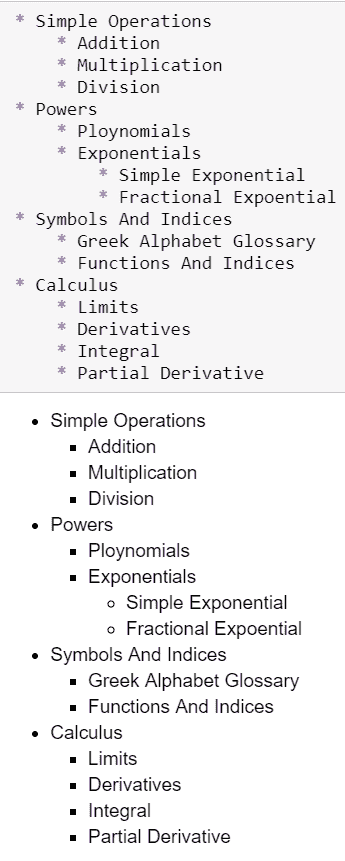 * Simple Operations
* Addition
* Multiplication
* Division
* Powers
* Ploynomials
* Exponentials
* Simple Exponential
* Fractional Expoential
* Symbols And Indices
* Greek Alphabet Glossary
* Functions And Indices
* Calculus
* Limits
* Derivatives
* Integral
* Partial Derivative
• Simple Operations
▪ Addition
▪ Multiplication
▪ Division
• Powers
▪ Ploynomials
▪ Exponentials
◦ Simple Exponential
◦ Fractional Expoential
• Symbols And Indices
▪ Greek Alphabet Glossary
▪ Functions And Indices
• Calculus
▪ Limits
▪ Derivatives
▪ Integral
▪ Partial Derivative